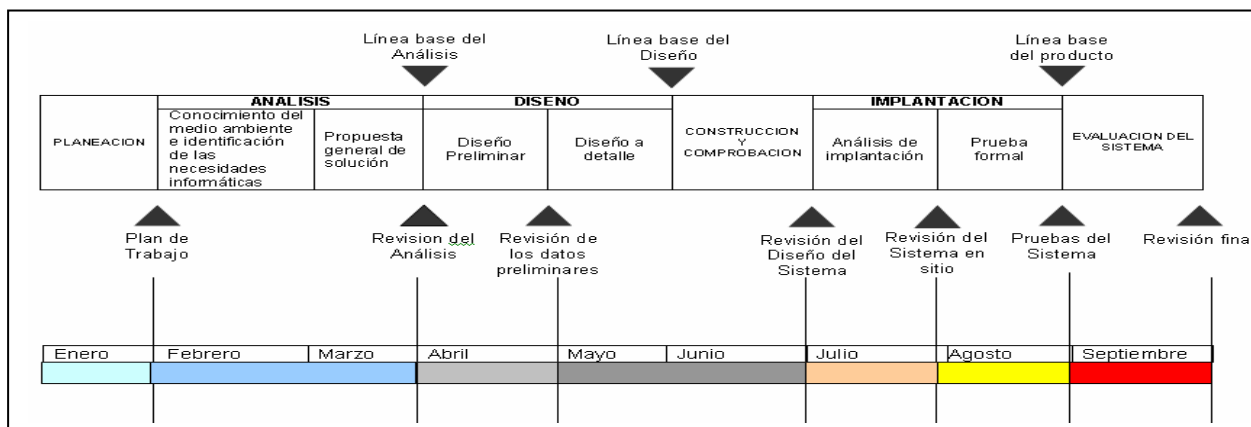 Línea base del
Análisis
Línea base del
Diseño
Línea base
del producto
PLANEACION
ANALISIS
Conocimiento del
medio ambiente
e identificación
de las
necesidades
informáticas
Propuesta
general de
solución
DISENO
Diseño
Preliminar
Diseño a
detalle
CONSTRUCCION
Y
COMPROBACION
IMPLANTACION
Análisis de
implantación
Prueba
formal
EVALUACION DEL
SISTEMA
Plan de
Trabajo
Revision del
Análisis
Revisión de
los datos
preliminares
Revisión del
Diseño del
Sistema
Revisión del
Sistema en
sitio
Pruebas del
Sistema
Revisión fina
Enero
Febrero
Marzo
Abril
Mayo
Junio
Julio
Agosto
Septiembre